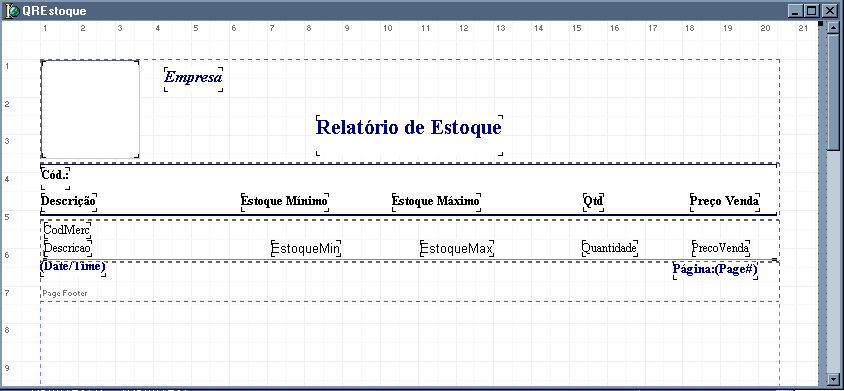 QREstoque
1 2 3 4 5 6 7 8 9 10 11 12 13 14 15 16 17 18 19 20 21
1
Empresa
2
Relatório de Estoque
3
4
Cód.:
Descrição Estoque Mínimo Estoque Máximo Qtd Preço Venda
5
CodMerc
Descricao EstoqueMin EstoqueMax Quantidade PrecoVenda
6
(Date/Time) Página:(Page#)
7
Page Footer
8
9